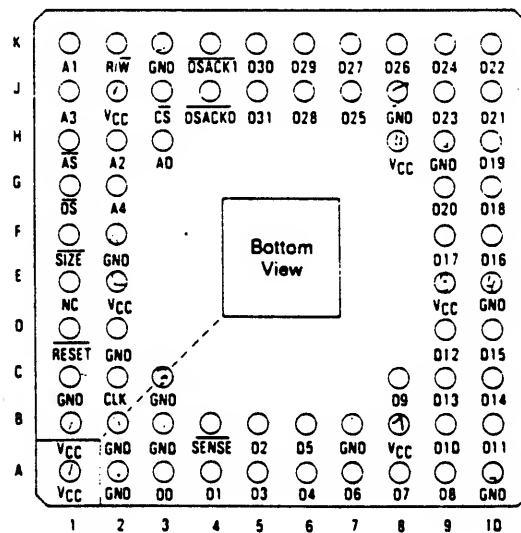 K
A1 R/W GND DSACK1 D30 D29 D27 D26 D24 D22
J
A3 VCC CS DSACK0 D31 D28 D25 GND D23 D21
H
AS A2 A0 VCC GND D19
G
DS A4 D20 D18
F
SIZE GND D17 D16
Bottom
View
E
NC VCC VCC GND
D
RESET GND D12 D15
C
GND CLK GND D9 D13 D14
B
VCC GND GND SENSE D2 D5 GND VCC D10 D11
A
VCC GND D0 D1 D3 D4 D6 D7 D8 GND
1 2 3 4 5 6 7 8 9 10